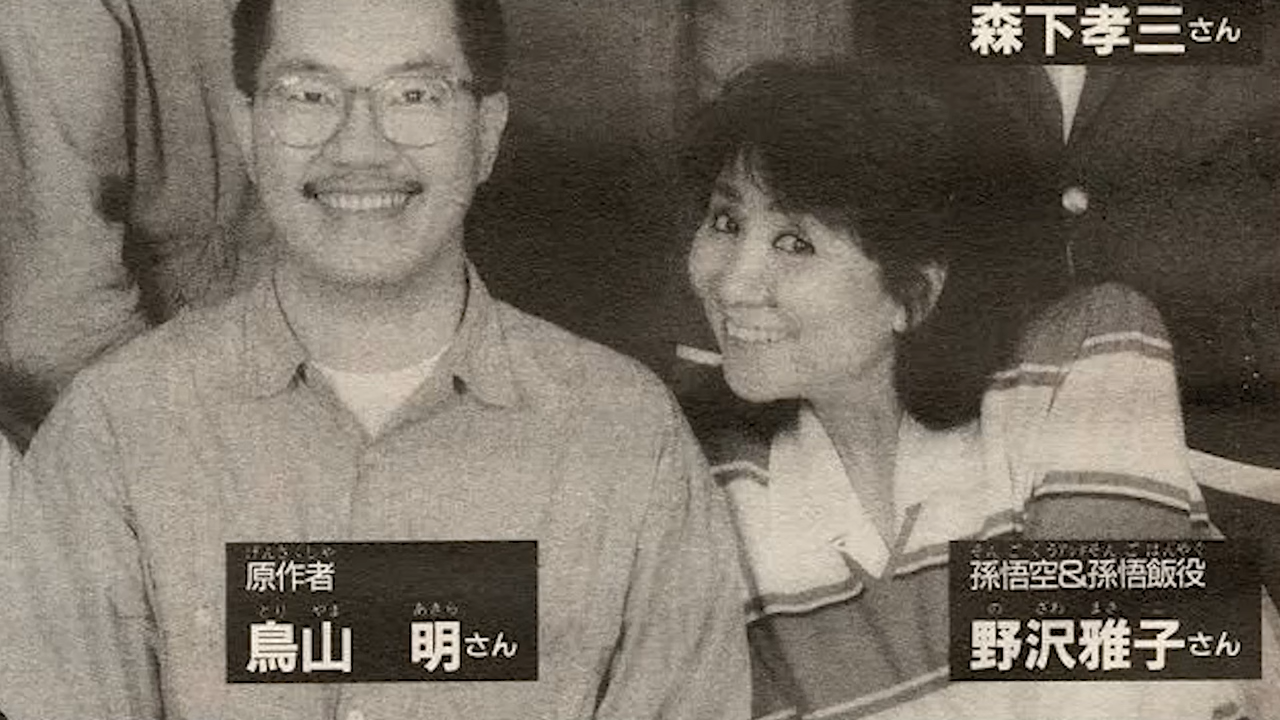 森下孝三さん
げんさくしゃ
原作者
とり やま あきら
鳥山 明さん
そん ご くうアンドそん ご はんやく
孫悟空&孫悟飯役
の ざわ まさ こ
野沢雅子さん